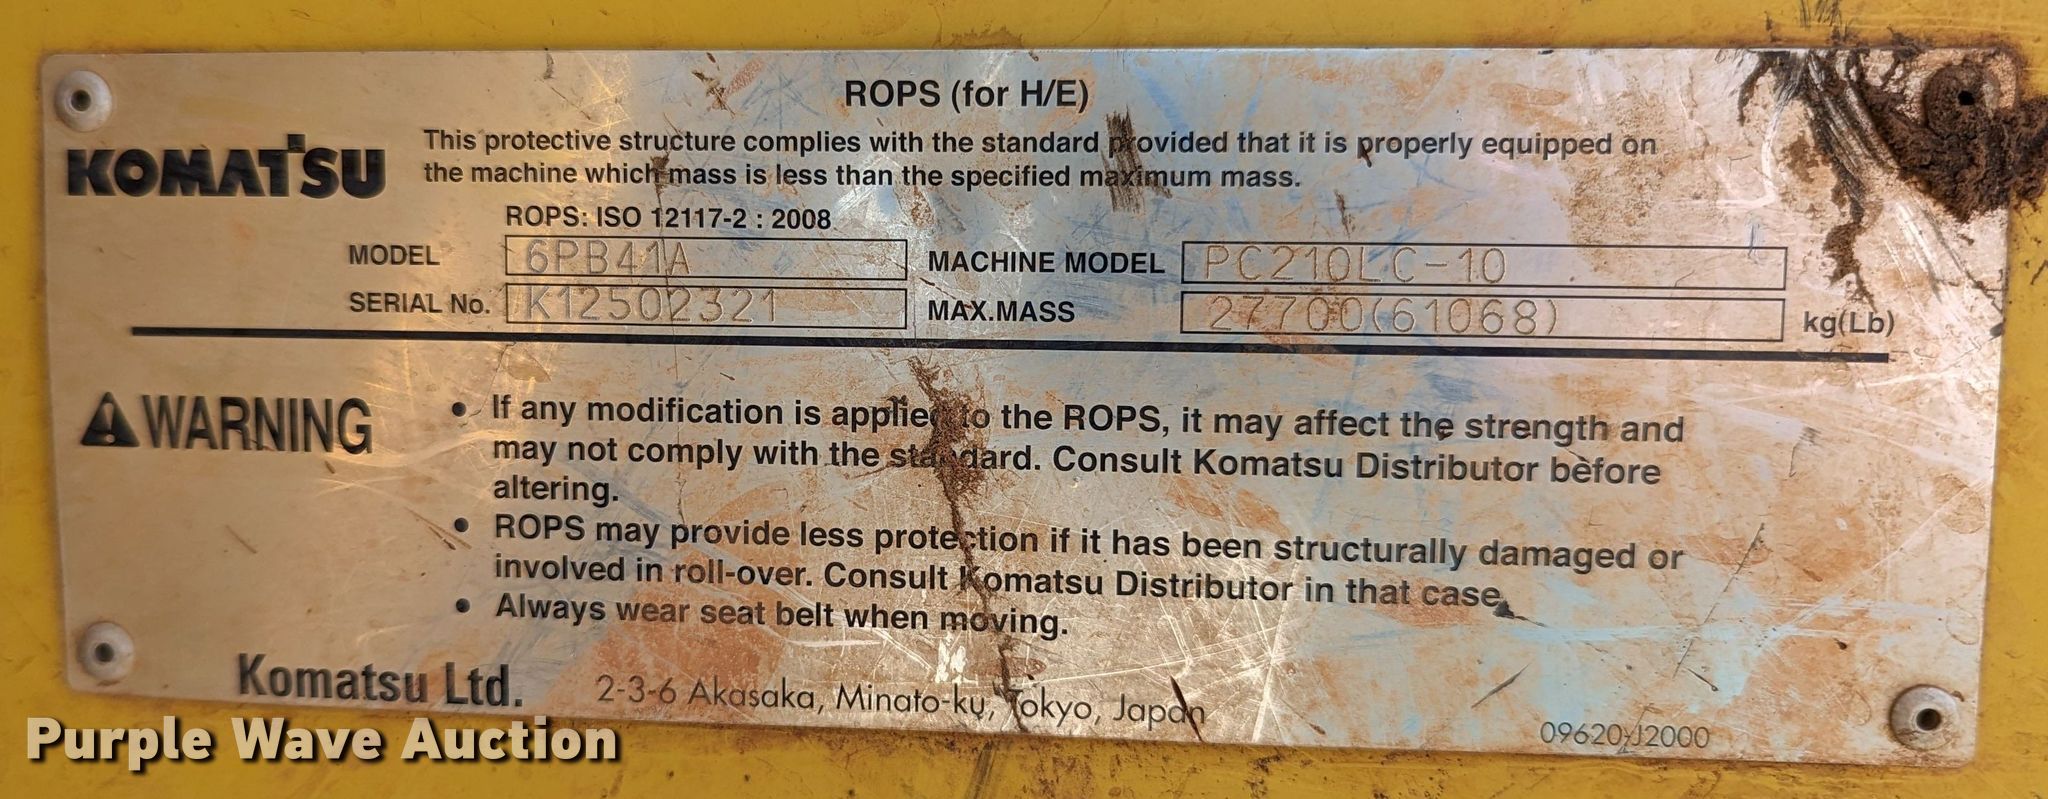 ROPS (for H/E)
KOMATSU
This protective structure complies with the standard provided that it is properly equipped on
the machine which mass is less than the specified maximum mass.
ROPS: ISO 12117-2 : 2008
MODEL 6PB41A MACHINE MODEL PC210LC-10
SERIAL No. K12502321 MAX.MASS 27700(61068) kg(Lb)
WARNING
• If any modification is applied to the ROPS, it may affect the strength and
may not comply with the standard. Consult Komatsu Distributor before
altering.
• ROPS may provide less protection if it has been structurally damaged or
involved in roll-over. Consult Komatsu Distributor in that case.
• Always wear seat belt when moving.
Komatsu Ltd. 2-3-6 Akasaka, Minato-ku, Tokyo, Japan
09620-J2000
Purple Wave Auction